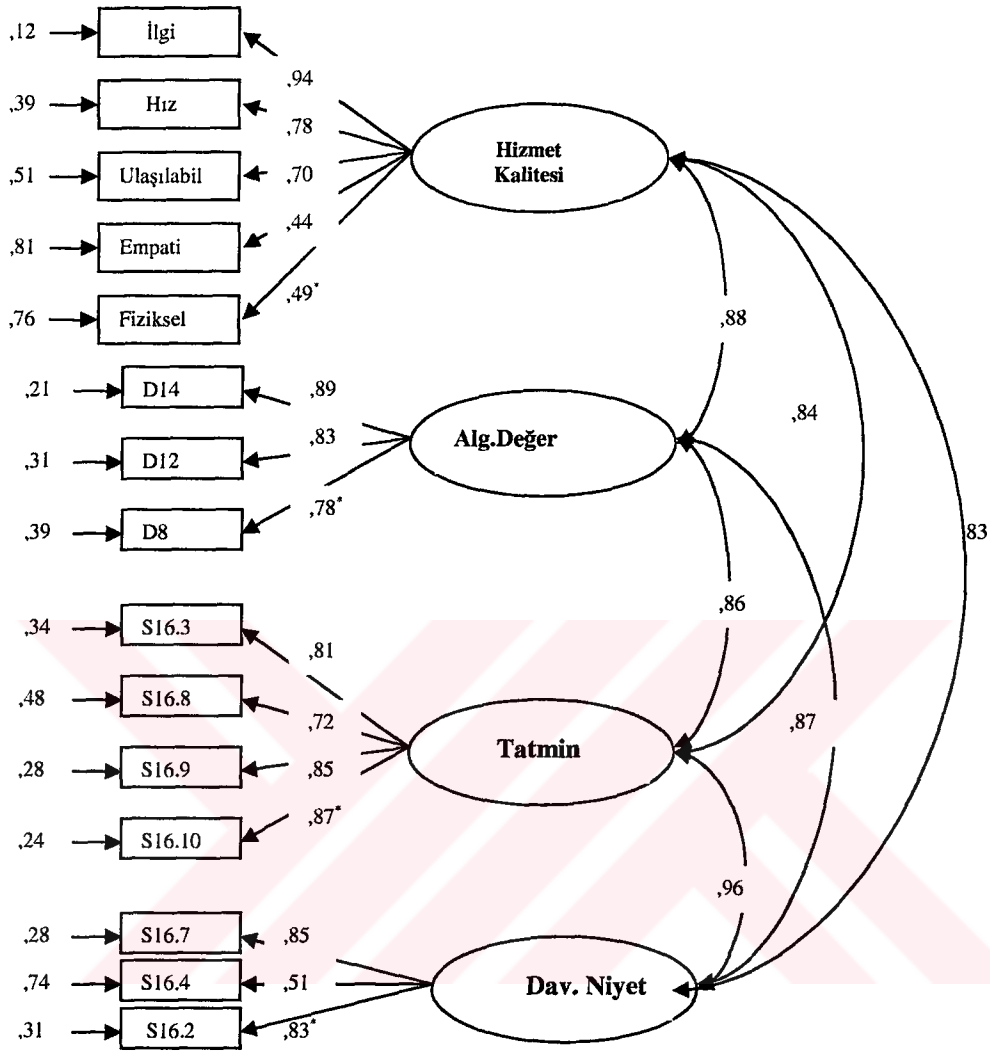 ,12 İlgi ,94
,39 Hız ,78
,51 Ulaşılabil ,70
,81 Empati ,44
,76 Fiziksel ,49*
Hizmet
Kalitesi
,88
,84
83
,21 D14 ,89
,31 D12 ,83
,39 D8 ,78*
Alg.Değer
,86
,87
,34 S16.3 ,81
,48 S16.8 ,72
,28 S16.9 ,85
,24 S16.10 ,87*
Tatmin
,96
,28 S16.7 ,85
,74 S16.4 ,51
,31 S16.2 ,83*
Dav. Niyet